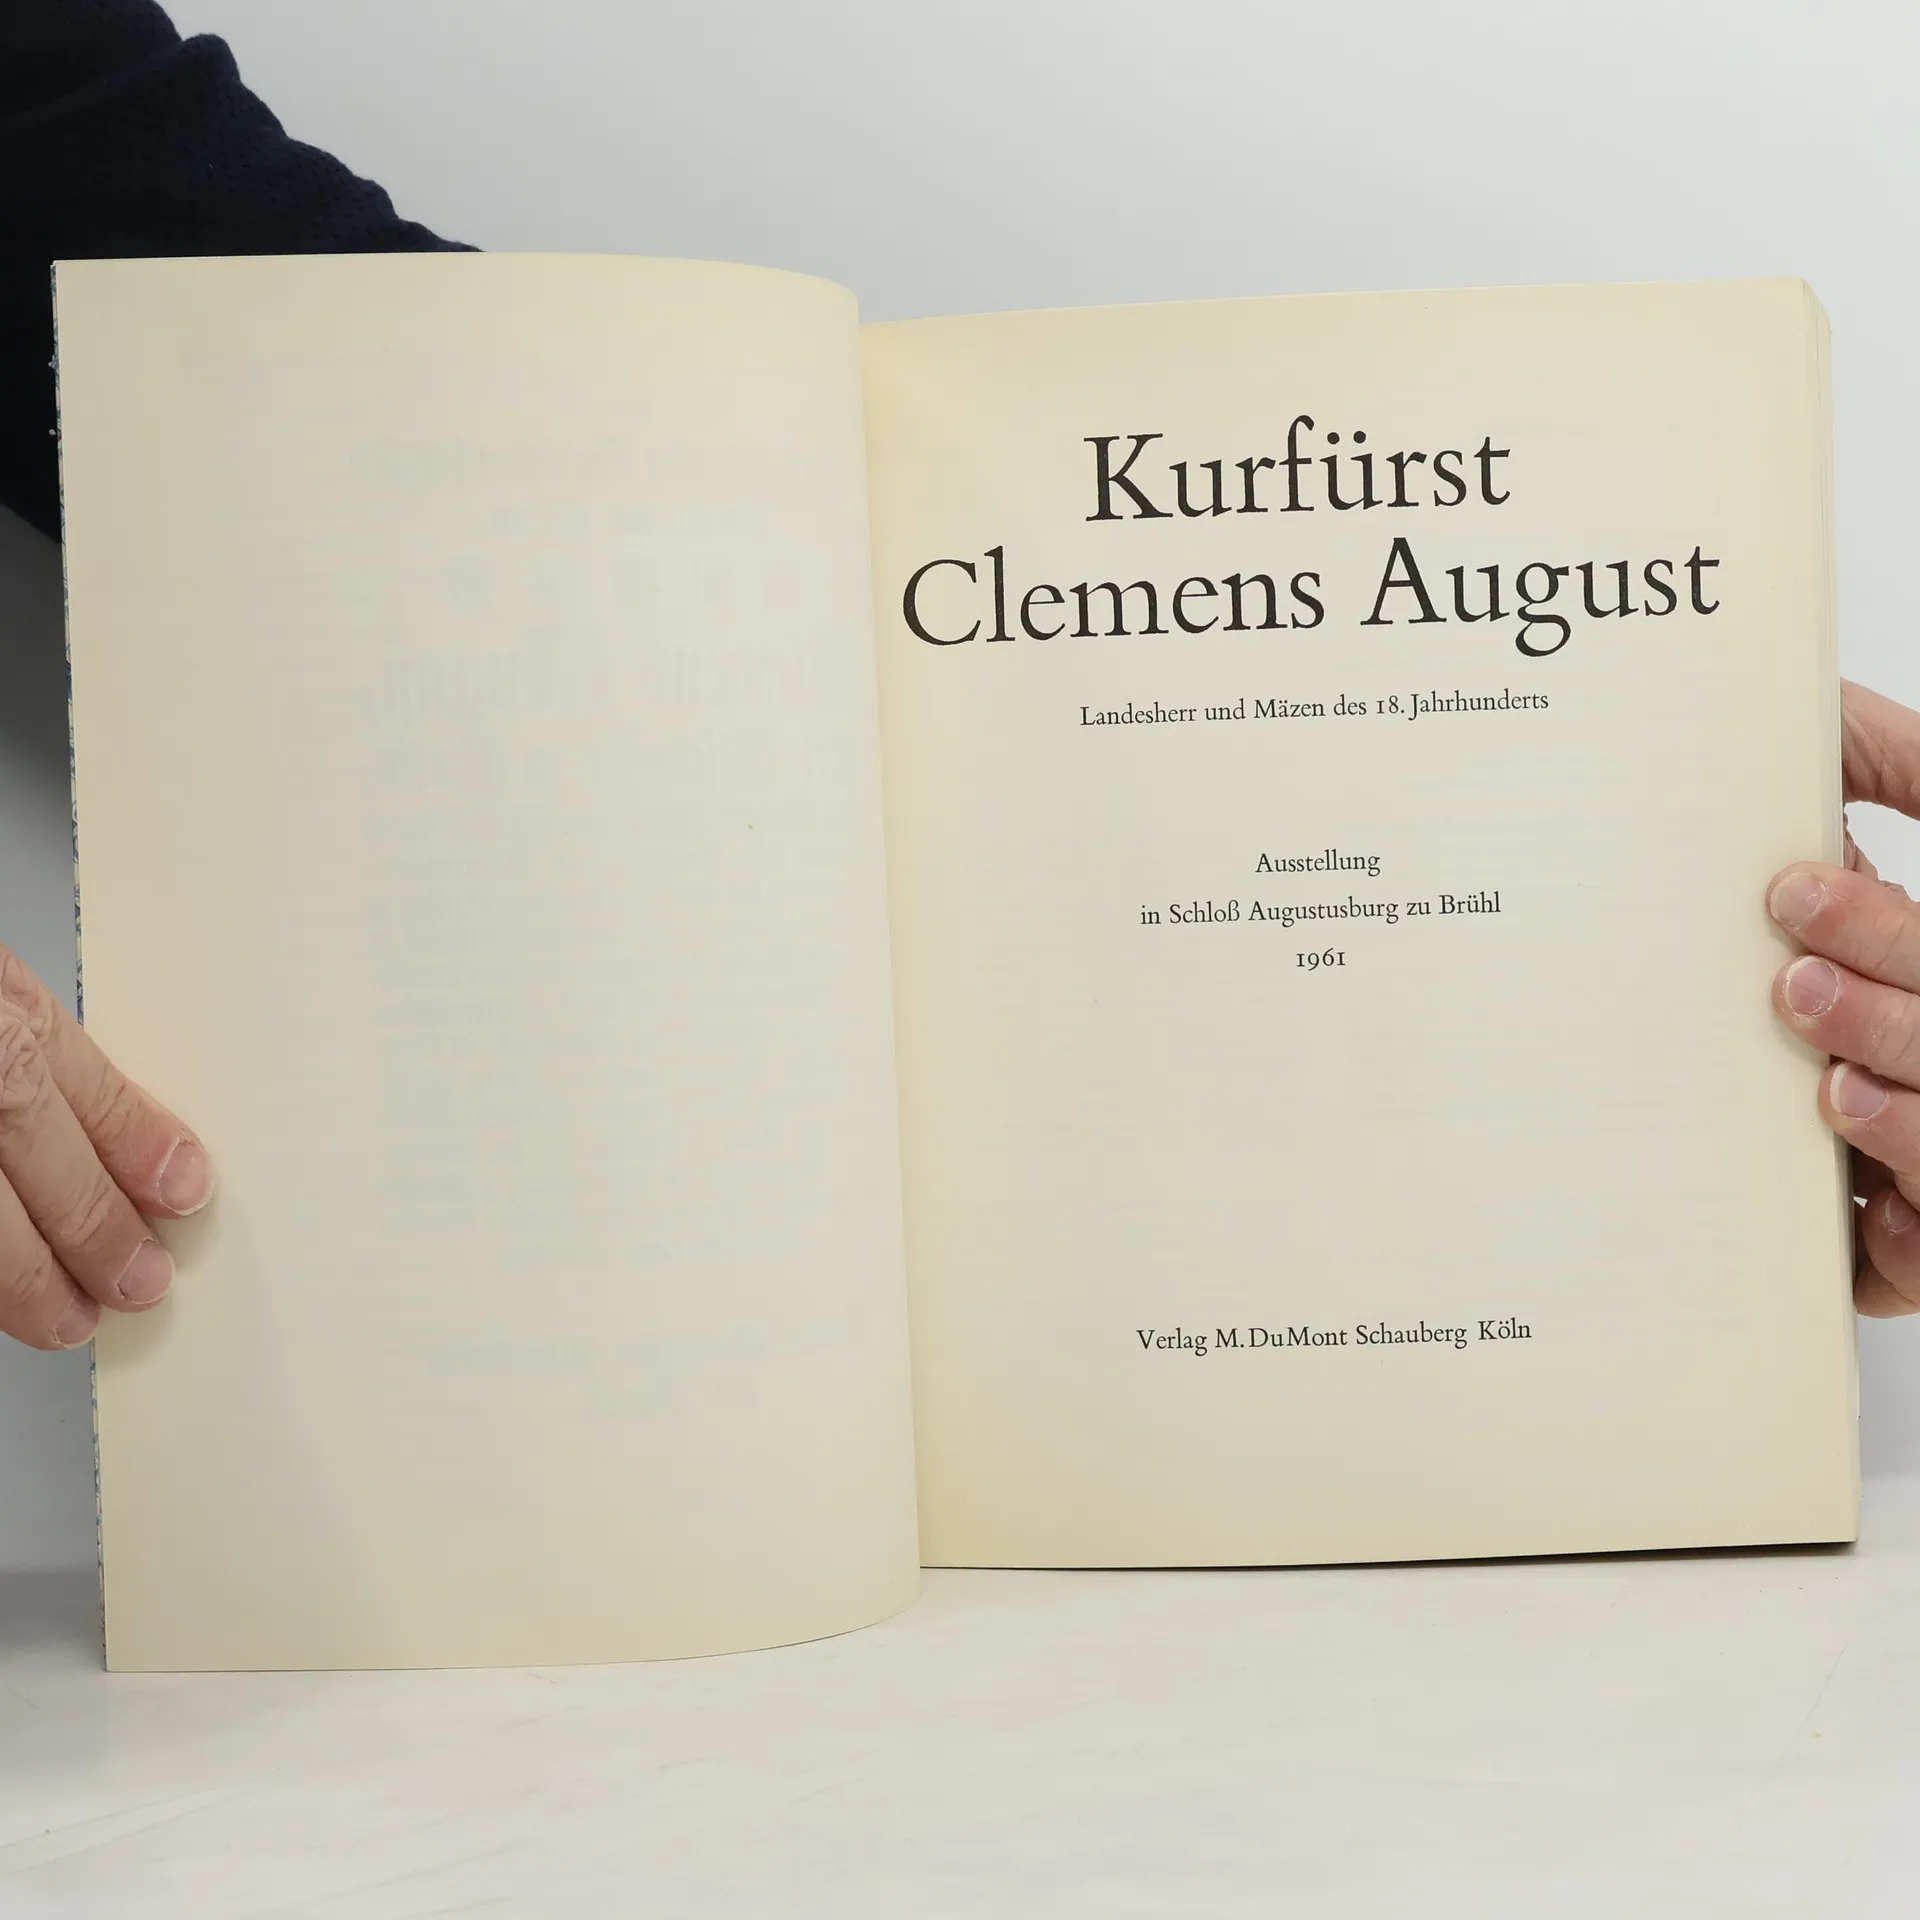 Kurfürst
Clemens August
Landesherr und Mäzen des 18. Jahrhunderts
Ausstellung
in Schloß Augustusburg zu Brühl
1961
Verlag M. DuMont Schauberg Köln